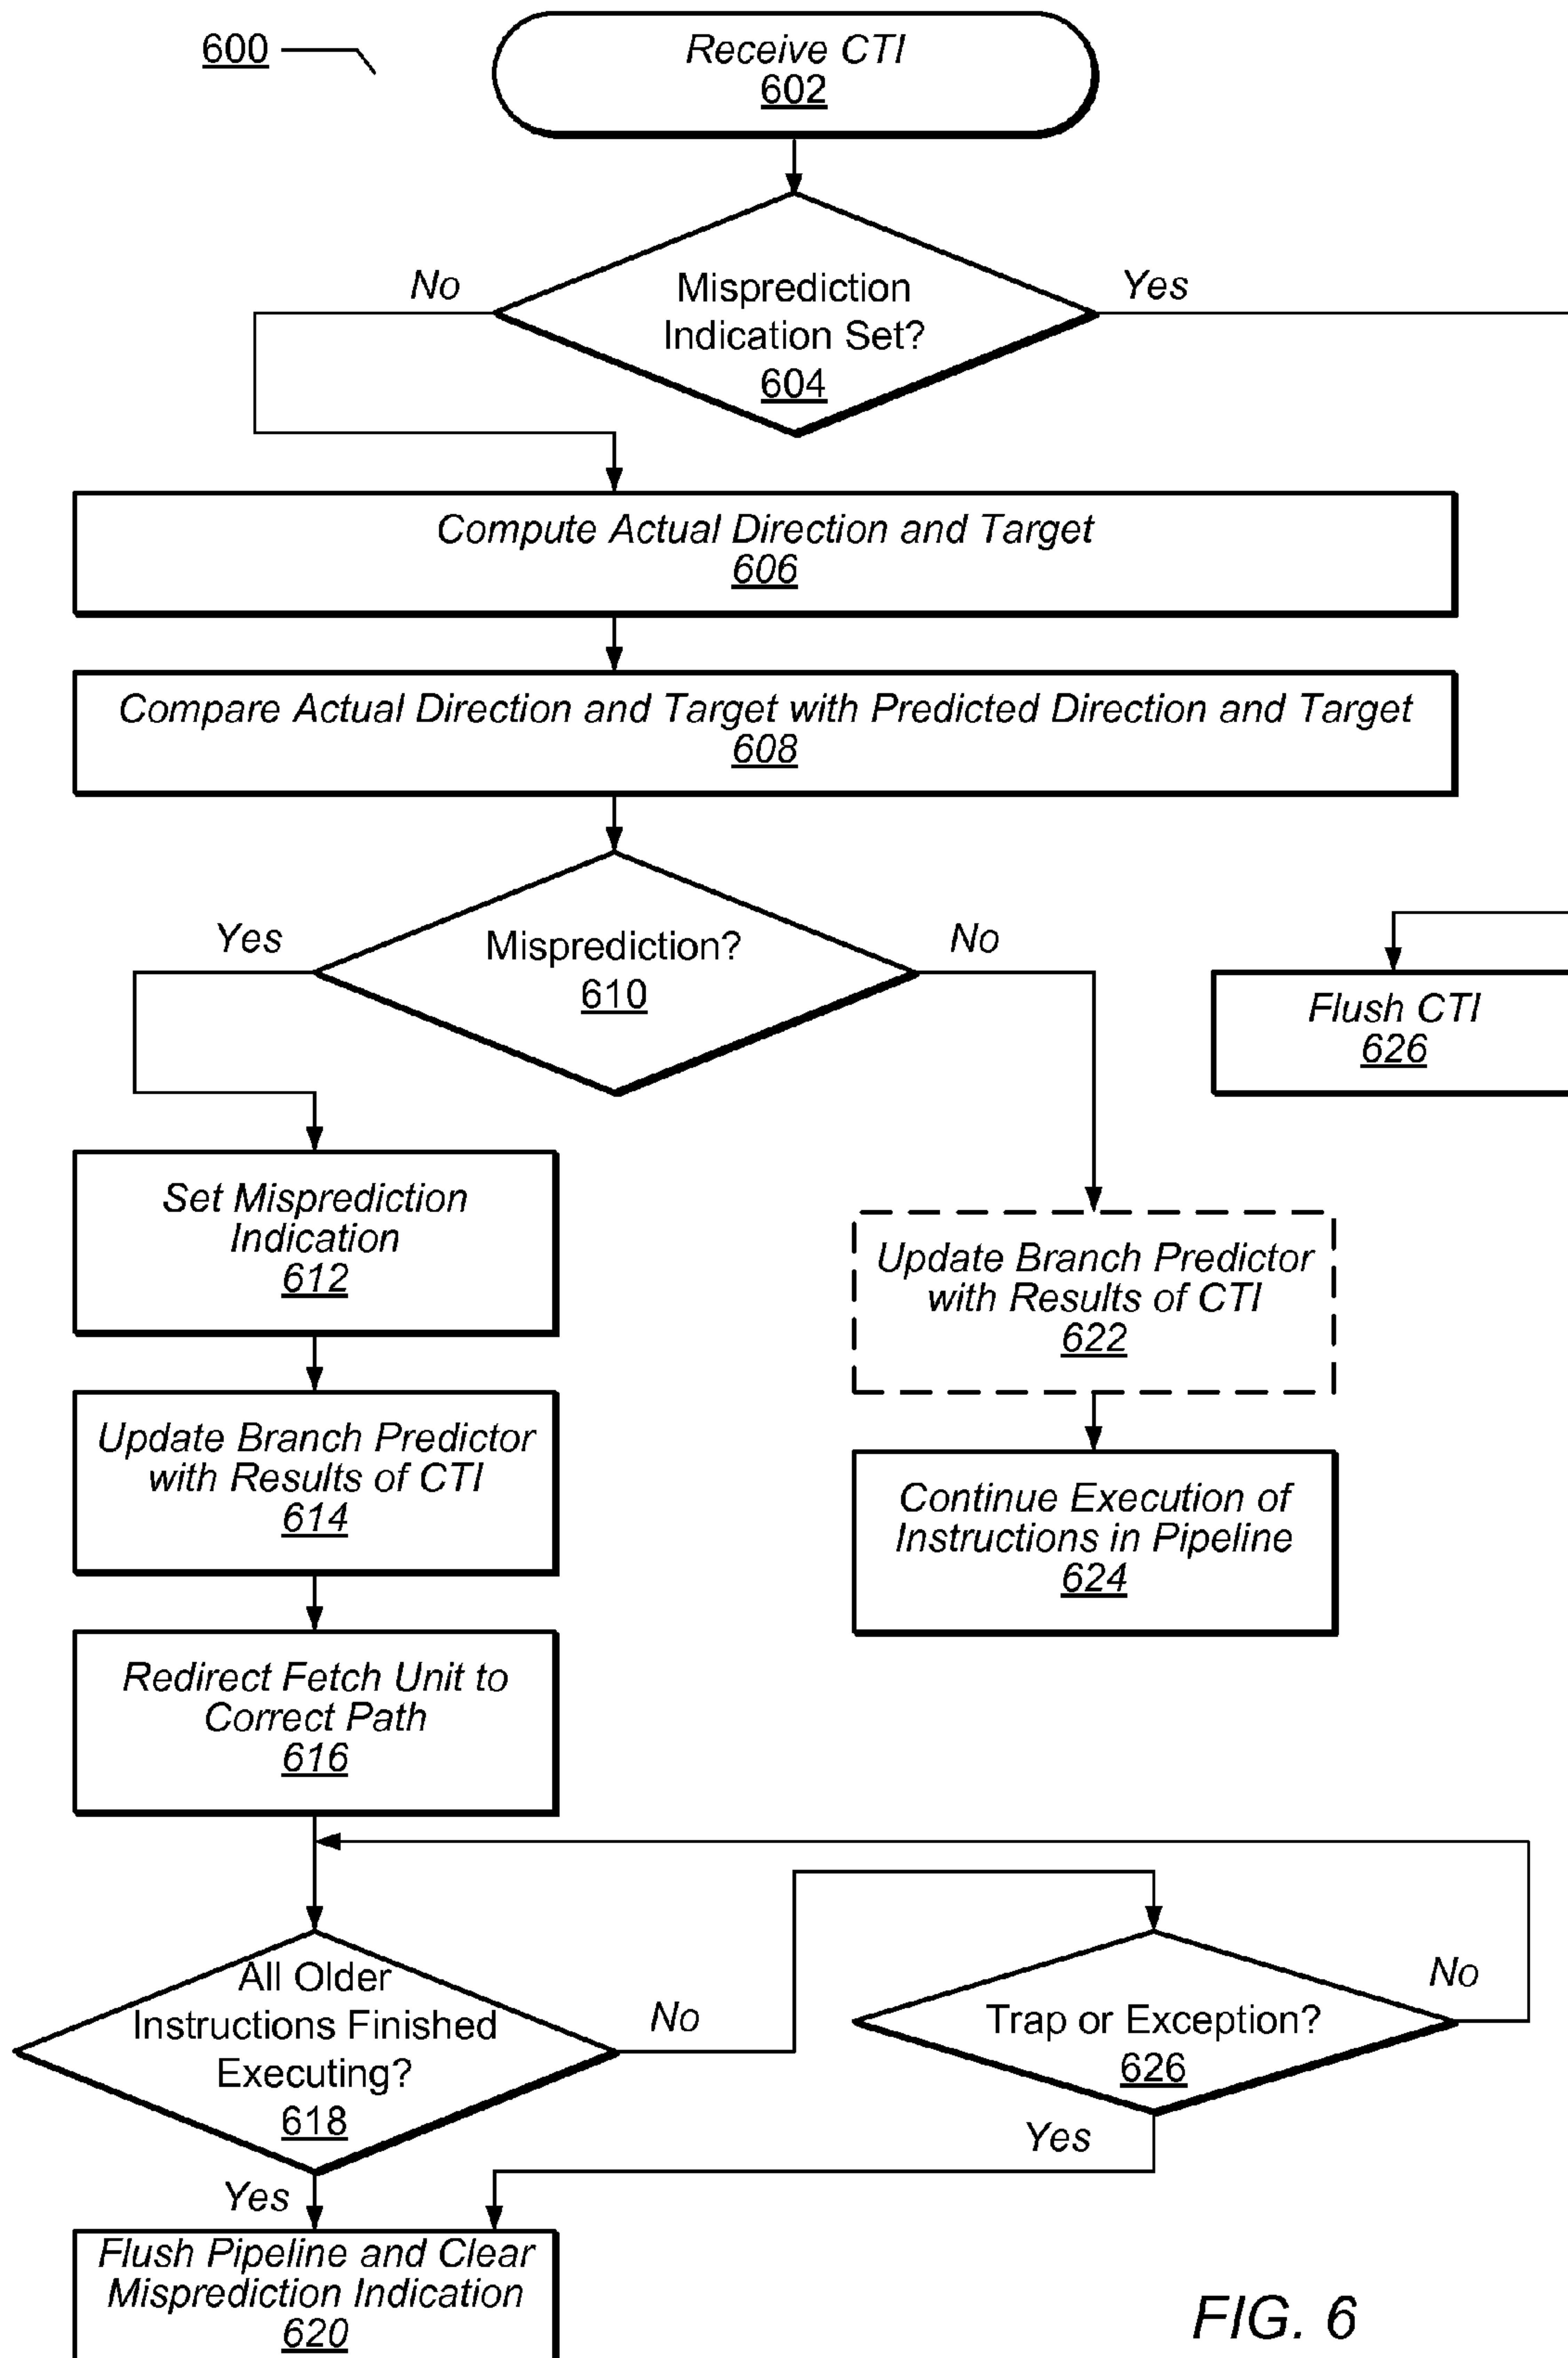 600
Receive CTI
602
No
Yes
Misprediction
Indication Set?
604
Compute Actual Direction and Target
606
Compare Actual Direction and Target with Predicted Direction and Target
608
Yes
No
Misprediction?
610
Flush CTI
626
Set Misprediction
Indication
612
Update Branch Predictor
with Results of CTI
622
Update Branch Predictor
with Results of CTI
614
Continue Execution of
Instructions in Pipeline
624
Redirect Fetch Unit to
Correct Path
616
All Older
Instructions Finished
Executing?
618
No
Trap or Exception?
626
No
Yes
Yes
Flush Pipeline and Clear
Misprediction Indication
620
FIG. 6